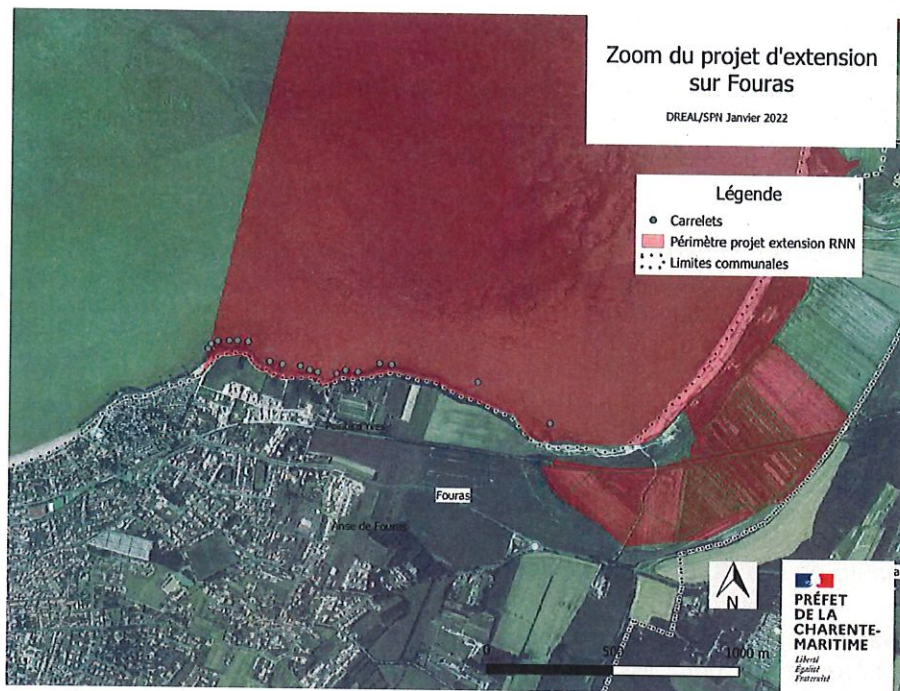 Zoom du projet d'extension
sur Fouras
DREAL/SPN Janvier 2022
Légende
Carrelets
Périmètre projet extension RNN
Limites communales
Fouras
Anse de Fouras
N
0
1000 m
PRÉFET
DE LA
CHARENTE-
MARITIME
Liberté
Égalité
Fraternité